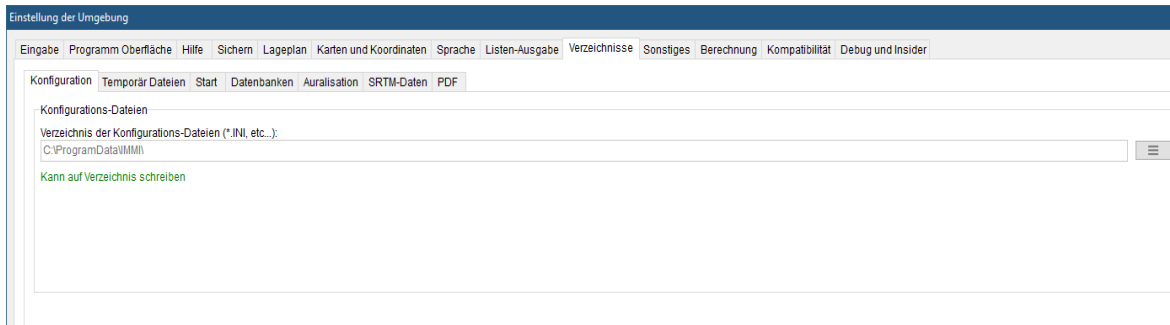 Einstellung der Umgebung
Eingabe Programm Oberfläche Hilfe Sichern Lageplan Karten und Koordinaten Sprache Listen-Ausgabe Verzeichnisse Sonstiges Berechnung Kompatibilität Debug und Insider
Konfiguration Temporär Dateien Start Datenbanken Auralisation SRTM-Daten PDF
Konfigurations-Dateien
Verzeichnis der Konfigurations-Dateien (*.INI, etc...):
C:\ProgramData\IMMI\
Kann auf Verzeichnis schreiben